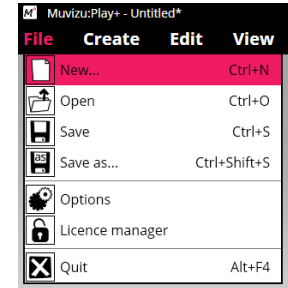 Muvizu:Play+ - Untitled*
File Create Edit View
New... Ctrl+N
Open Ctrl+O
Save Ctrl+S
as Save as... Ctrl+Shift+S
Options
Licence manager
Quit Alt+F4